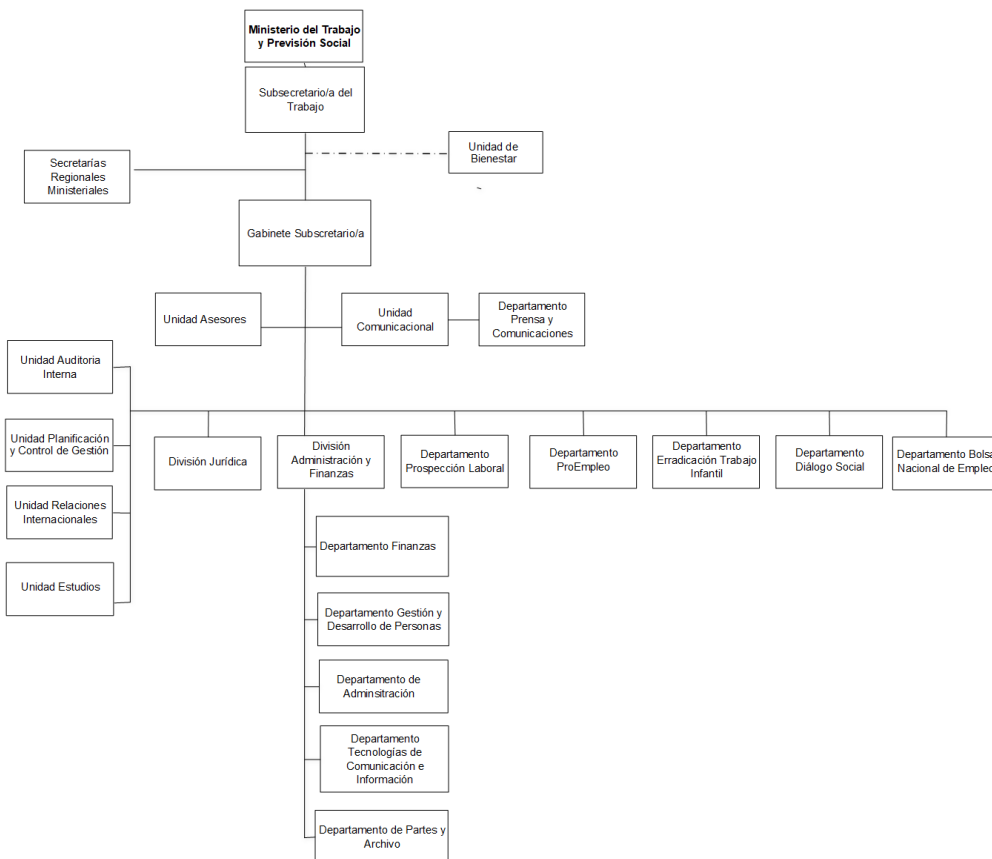 Ministerio del Trabajo
y Previsión Social
Subsecretario/a del
Trabajo
Unidad de
Bienestar
Secretarías
Regionales
Ministeriales
Gabinete Subscretario/a
Unidad Asesores
Unidad
Comunicacional
Departamento
Prensa y
Comunicaciones
Unidad Auditoria
Interna
Unidad Planificación
y Control de Gestión
Unidad Relaciones
Internacionales
Unidad Estudios
División Jurídica
División
Administración y
Finanzas
Departamento
Prospección Laboral
Departamento
ProEmpleo
Departamento
Erradicación Trabajo
Infantil
Departamento
Diálogo Social
Departamento Bolsa
Nacional de Empleo
Departamento Finanzas
Departamento Gestión y
Desarrollo de Personas
Departamento de
Adminsitración
Departamento
Tecnologías de
Comunicación e
Información
Departamento de Partes y
Archivo